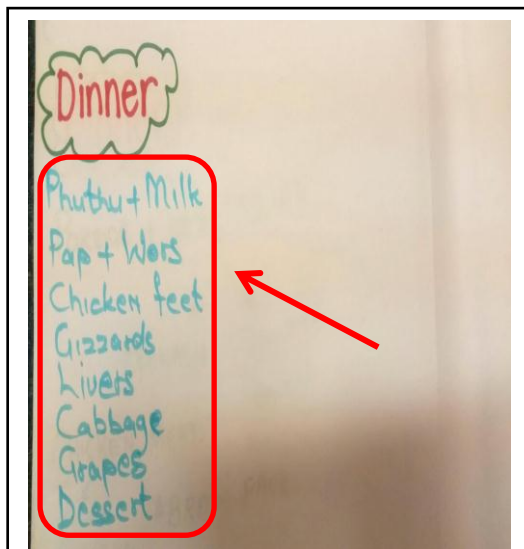 Dinner
Phuthu + Milk
Pap + Wors
Chicken feet
Gizzards
Livers
Cabbage
Grapes
Dessert